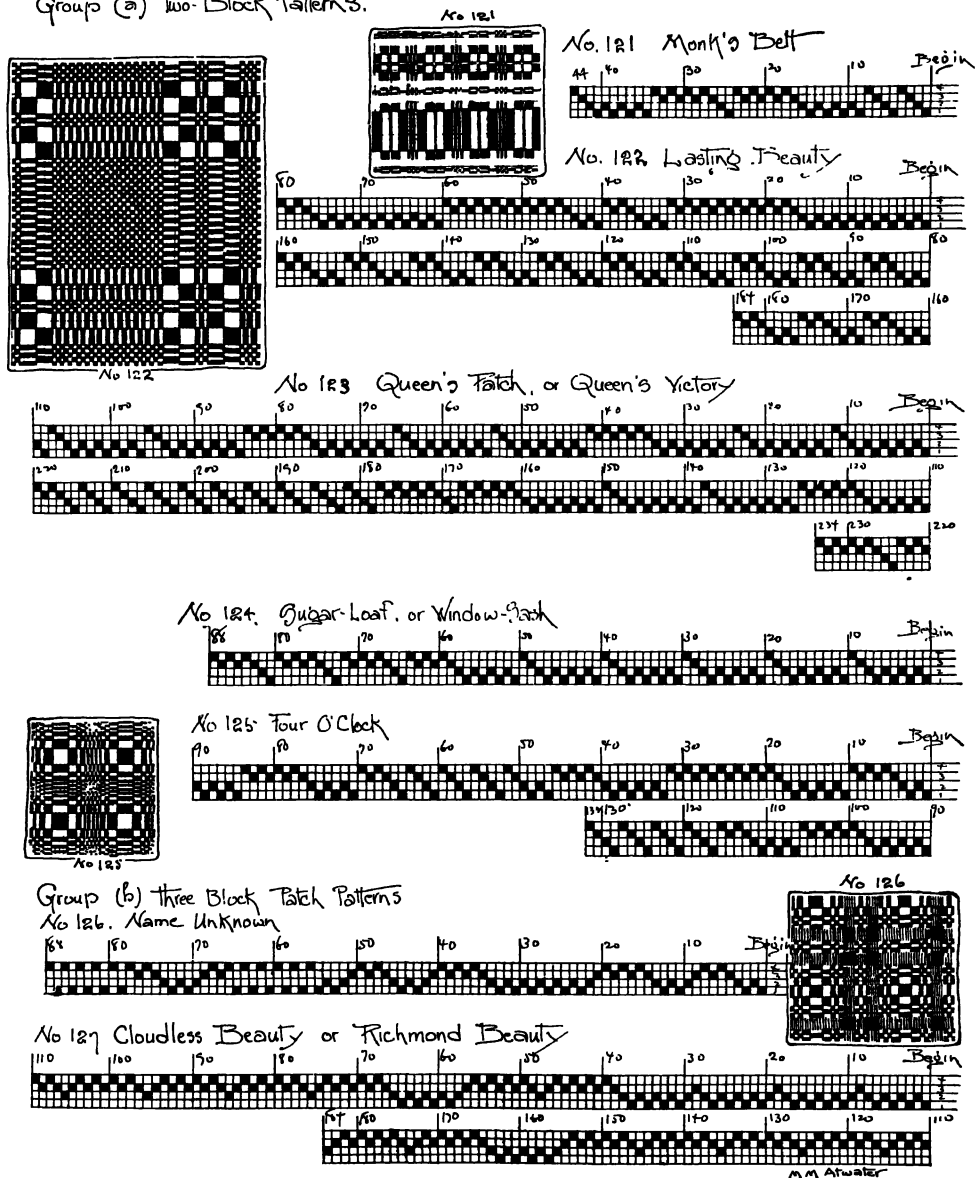 Group (a) Two-Block Patterns.
No 121
No. 121 Monk's Belt
44 40 30 20 10 Begin
No. 122 Lasting Beauty
80 70 60 50 40 30 20 10 Begin
160 150 140 130 120 110 100 90 80
184 180 170 160
No 122
No 123 Queen's Patch, or Queen's Victory
110 100 90 80 70 60 50 40 30 20 10 Begin
220 210 200 190 180 170 160 150 140 130 120 110
234 230 220
No 124. Sugar-Loaf, or Window-Sash
88 80 70 60 50 40 30 20 10 Begin
No 125 Four O'Clock
90 80 70 60 50 40 30 20 10 Begin
130 120 110 100 90
No 125
Group (b) Three Block Patch Patterns
No 126. Name Unknown
No 126
88 80 70 60 50 40 30 20 10 Begin
No 127 Cloudless Beauty or Richmond Beauty
110 100 90 80 70 60 50 40 30 20 10 Begin
184 180 170 160 150 140 130 120 110
MM Atwater